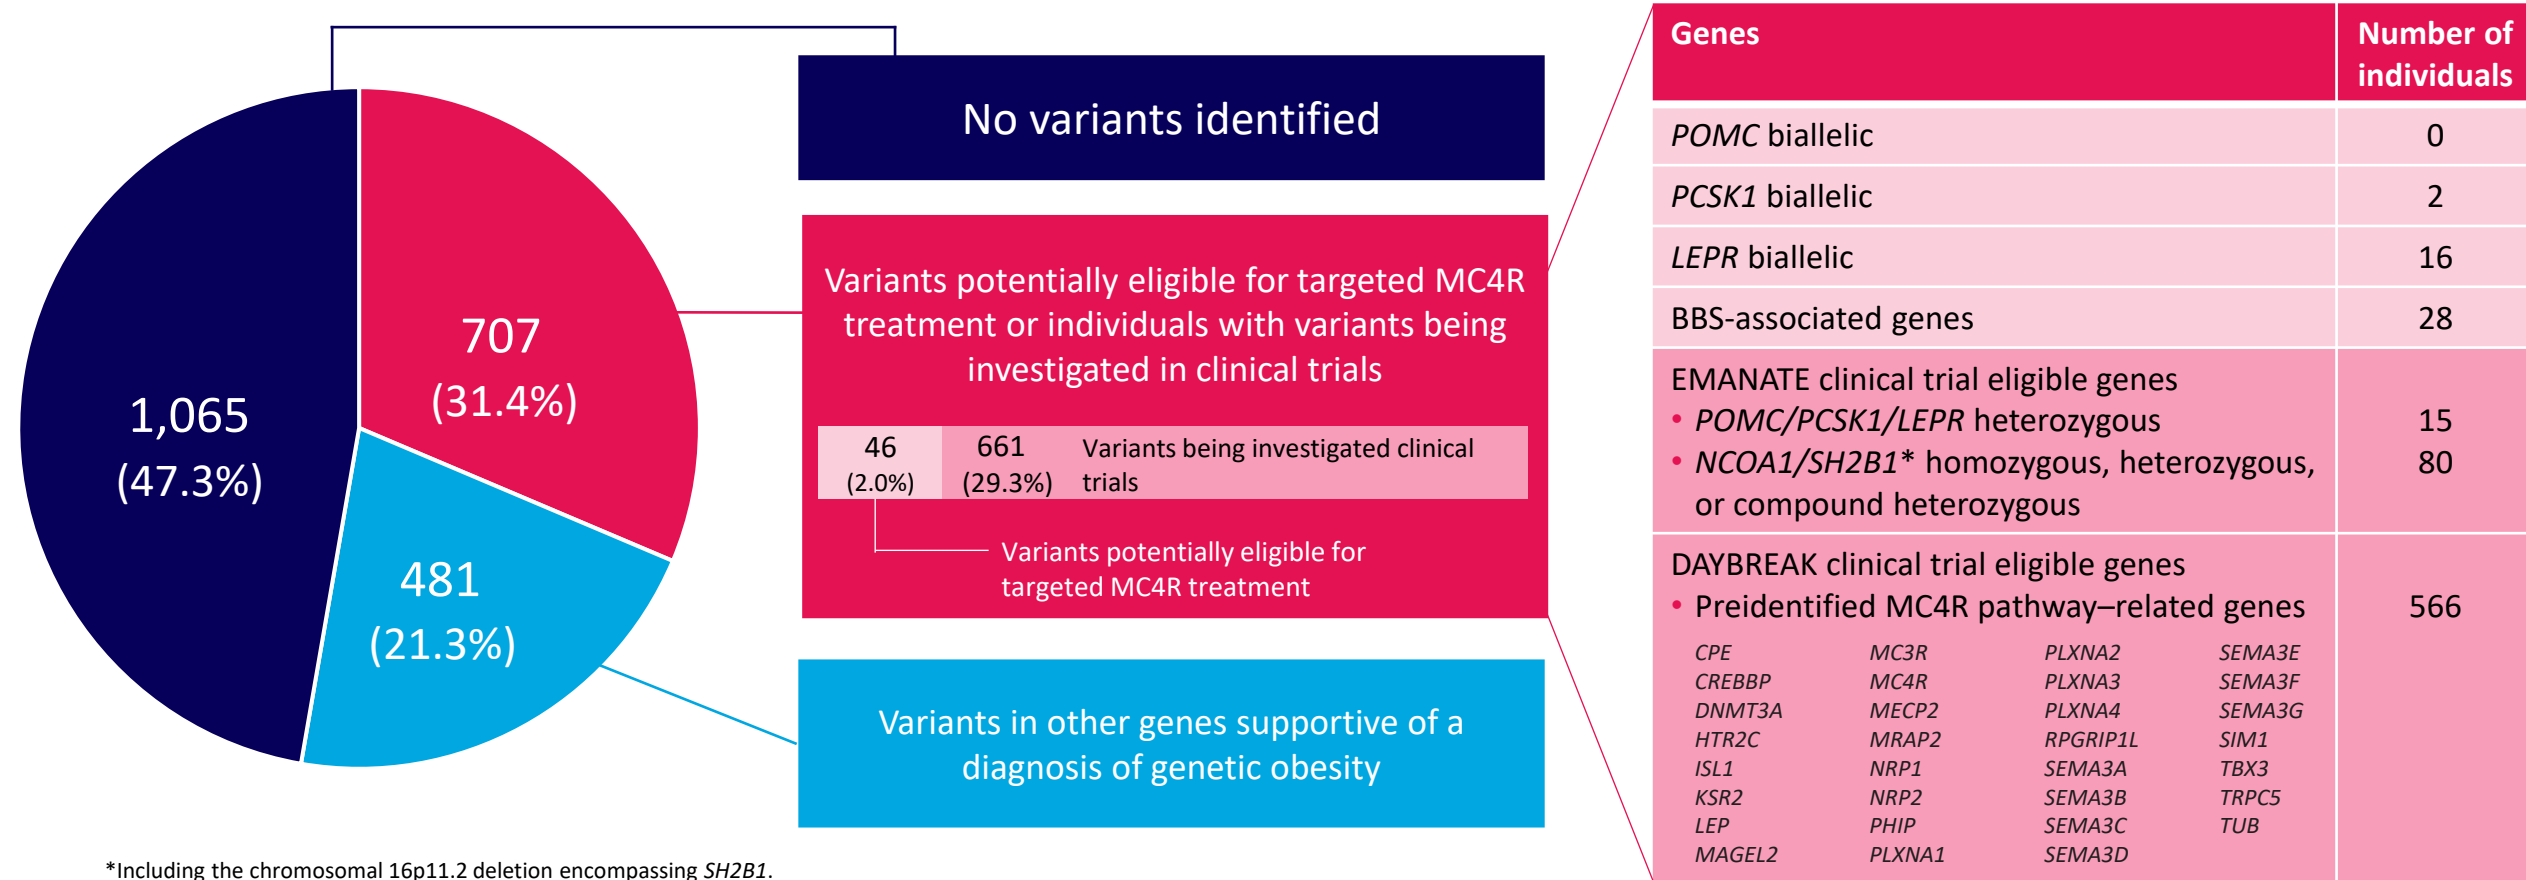 1,065
(47.3%)
707
(31.4%)
481
(21.3%)
No variants identified
Variants potentially eligible for targeted MC4R
treatment or individuals with variants being
investigated in clinical trials
46
(2.0%)
661
(29.3%)
Variants being investigated clinical
trials
Variants potentially eligible for
targeted MC4R treatment
Variants in other genes supportive of a
diagnosis of genetic obesity
*Including the chromosomal 16p11.2 deletion encompassing SH2B1.
Genes Number of
individuals
POMC biallelic 0
PCSK1 biallelic 2
LEPR biallelic 16
BBS-associated genes 28
EMANATE clinical trial eligible genes
• POMC/PCSK1/LEPR heterozygous 15
• NCOA1/SH2B1* homozygous, heterozygous, 80
or compound heterozygous
DAYBREAK clinical trial eligible genes
• Preidentified MC4R pathway–related genes 566
CPE MC3R PLXNA2 SEMA3E
CREBBP MC4R PLXNA3 SEMA3F
DNMT3A MECP2 PLXNA4 SEMA3G
HTR2C MRAP2 RPGRIP1L SIM1
ISL1 NRP1 SEMA3A TBX3
KSR2 NRP2 SEMA3B TRPC5
LEP PHIP SEMA3C TUB
MAGEL2 PLXNA1 SEMA3D